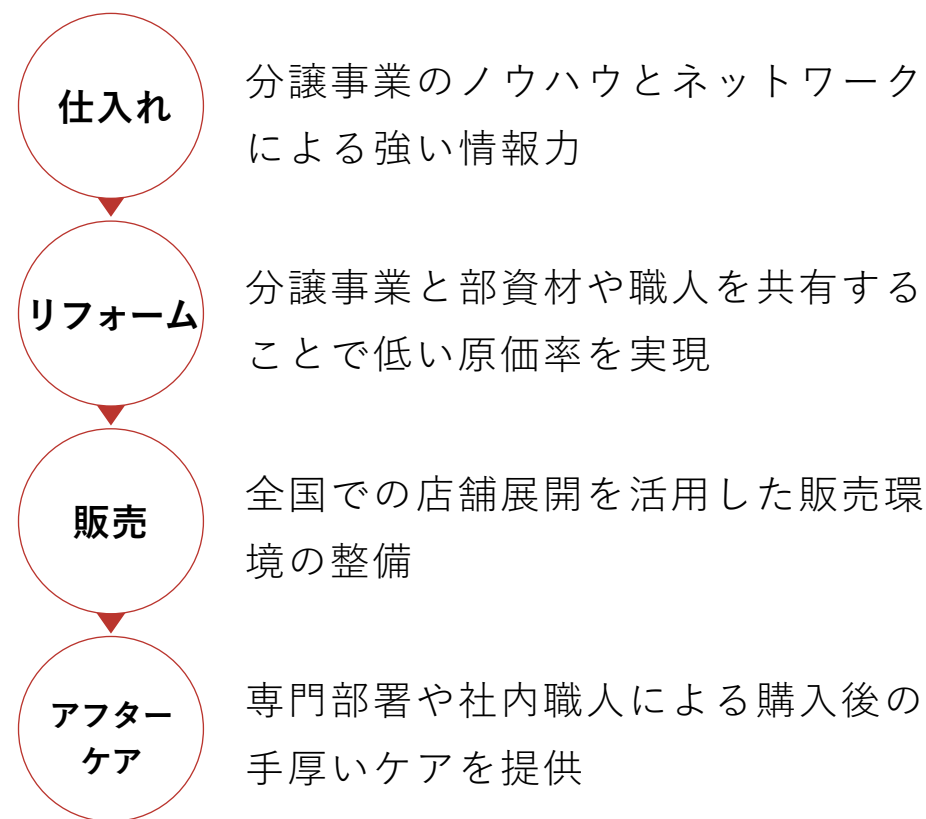 仕入れ
分譲事業のノウハウとネットワーク
による強い情報力
リフォーム
分譲事業と部資材や職人を共有する
ことで低い原価率を実現
販売
全国での店舗展開を活用した販売環
境の整備
アフター
ケア
専門部署や社内職人による購入後の
手厚いケアを提供